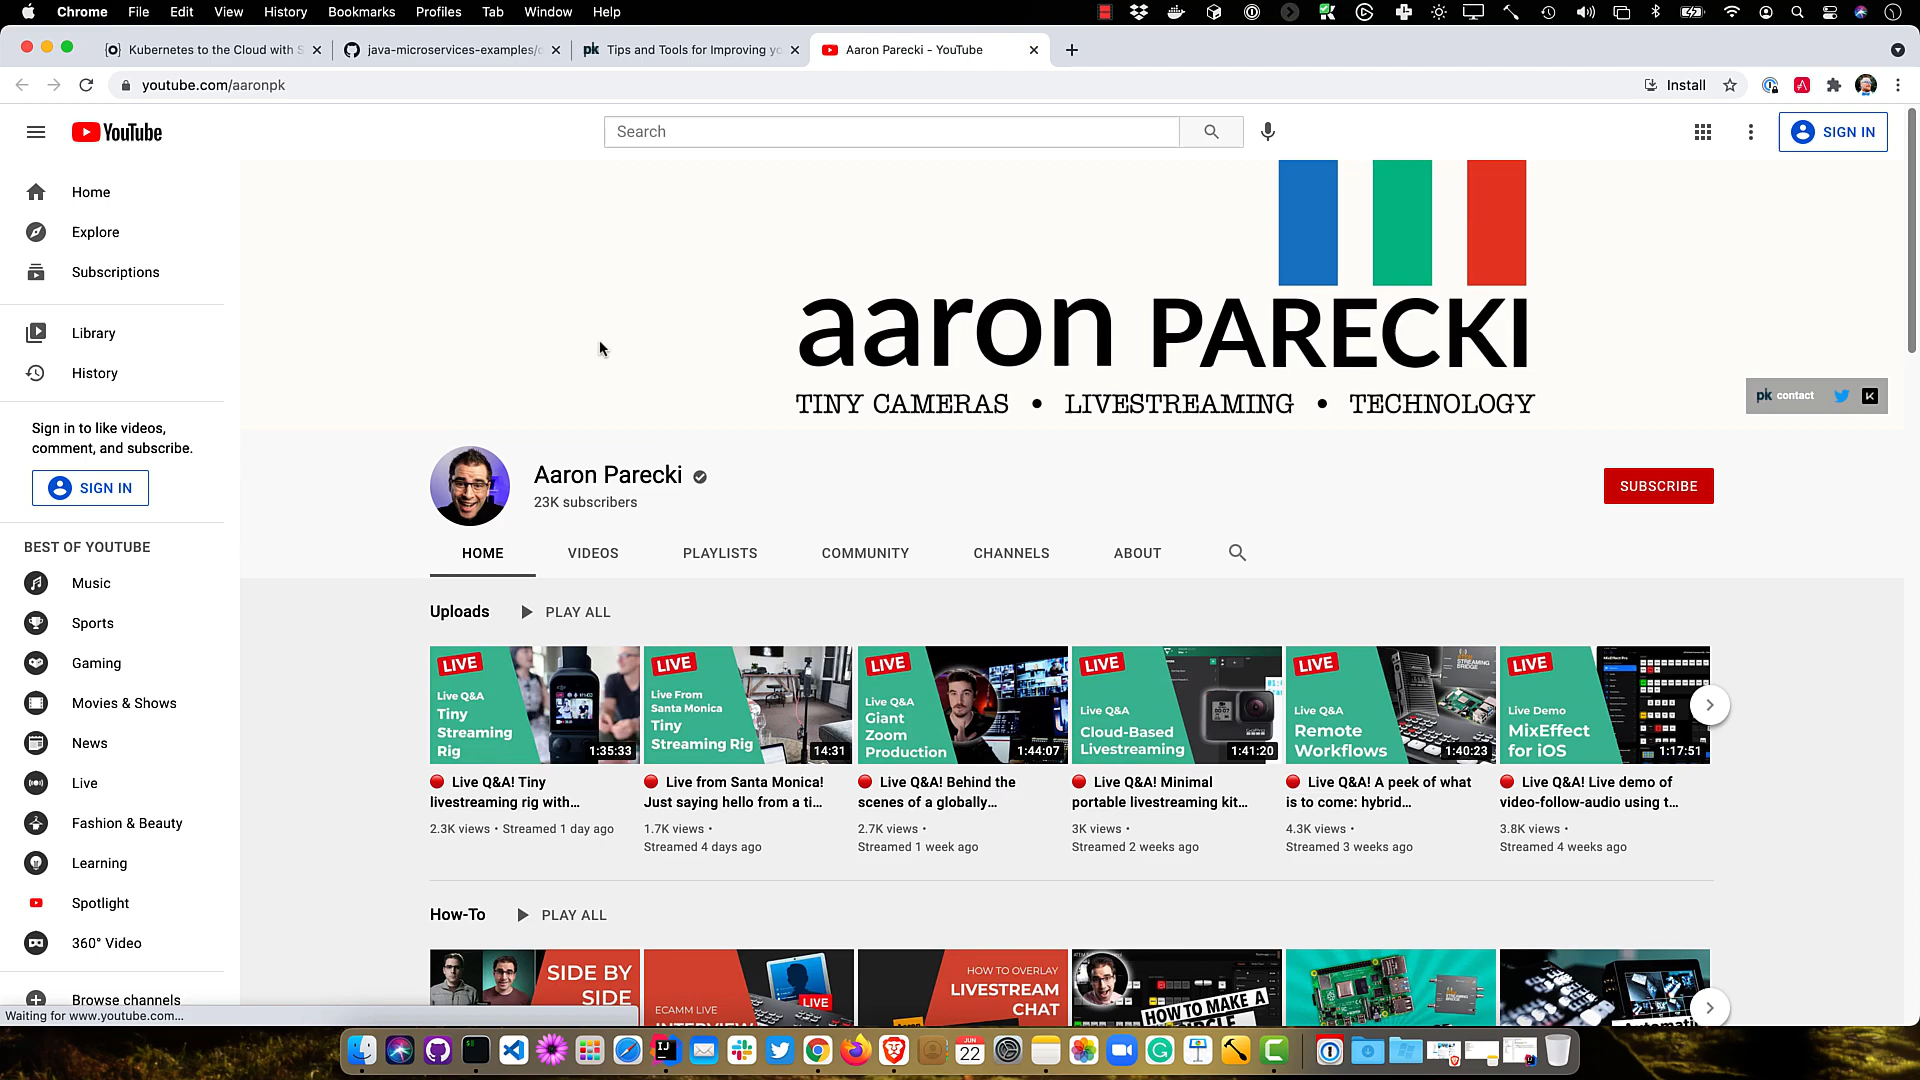 Chrome File Edit View History Bookmarks Profiles Tab Window Help
Kubernetes to the Cloud with S
java-microservices-examples/
Tips and Tools for Improving yo
Aaron Parecki - YouTube
youtube.com/aaronpk
Install
YouTube
Search
SIGN IN
Home
Explore
Subscriptions
Library
History
Sign in to like videos,
comment, and subscribe.
SIGN IN
BEST OF YOUTUBE
Music
Sports
Gaming
Movies & Shows
News
Live
Fashion & Beauty
Learning
Spotlight
360° Video
Browse channels
Waiting for www.youtube.com...
aaron PARECKI
TINY CAMERAS • LIVESTREAMING • TECHNOLOGY
pk contact
Aaron Parecki
23K subscribers
SUBSCRIBE
HOME VIDEOS PLAYLISTS COMMUNITY CHANNELS ABOUT
Uploads PLAY ALL
LIVE
Live Q&A
Tiny
Streaming
Rig
1:35:33
Live Q&A! Tiny
livestreaming rig with...
2.3K views • Streamed 1 day ago
LIVE
Live From
Santa Monica
Tiny
Streaming Rig
14:31
Live from Santa Monica!
Just saying hello from a ti...
1.7K views •
Streamed 4 days ago
LIVE
Live Q&A
Giant
Zoom
Production
1:44:07
Live Q&A! Behind the
scenes of a globally...
2.7K views •
Streamed 1 week ago
LIVE
Live Q&A
Cloud-Based
Livestreaming
1:41:20
Live Q&A! Minimal
portable livestreaming kit...
3K views •
Streamed 2 weeks ago
LIVE
STREAMING
BRIDGE
Live Q&A
Remote
Workflows
1:40:23
Live Q&A! A peek of what
is to come: hybrid...
4.3K views •
Streamed 3 weeks ago
LIVE
Live Demo
MixEffect
for iOS
1:17:51
Live Q&A! Live demo of
video-follow-audio using t...
3.8K views •
Streamed 4 weeks ago
How-To PLAY ALL
SIDE BY
SIDE
ECAMM LIVE
INTERVIEW
LIVE
HOW TO OVERLAY
LIVESTREAM
CHAT
HOW TO MAKE A
CIRCLE
JUN
22